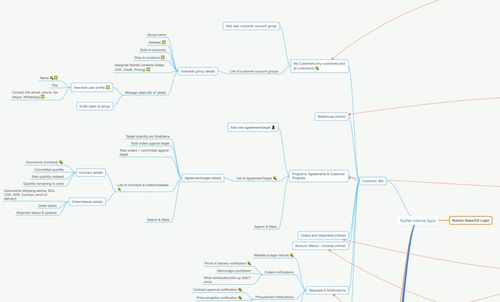 Add new customer account group
Group name
Address
Sold-to accounts
Ship-to locations
Assigned Nutrien contacts (Sales,
CAR, Credit, Pricing)
View/edit group details
List of customer account groups
My Customers (my customers and
all customers)
Name
Title
Contact info (email, phone, fax
Skype, WhatsApp)
View/edit user profile
Manage users (list of users)
Invite users to group
Warehouse (mirror)
Add new agreement/target
Target quantity per timeframe
Total orders against target
Total orders + committed against
target
Agreement/target details
List of agreement/target
Programs, Agreements & Customer
Progress
Customer 360
Documents (contract)
Committed quantity
Total quantity ordered
Quantity remaining to order
Contract details
List of contracts & orders/releases
Documents (shipping advice, BOL,
COA, SDS, invoices, proof of
delivery)
Order status
Shipment status & updates
Order/release details
Search & filters
Search & filters
Nutrien Internal Apps
Nutrien Sales/CS Login
Orders and Shipments (mirror)
Account Status + Invoices (mirror)
Website outage notices
Proof of delivery notification
Demurrage countdown
When scheduled pick-up didn't
occur
Orders notifications
Requests & Notifications
Contract approval notification
Price exception notification
Procurement notifications